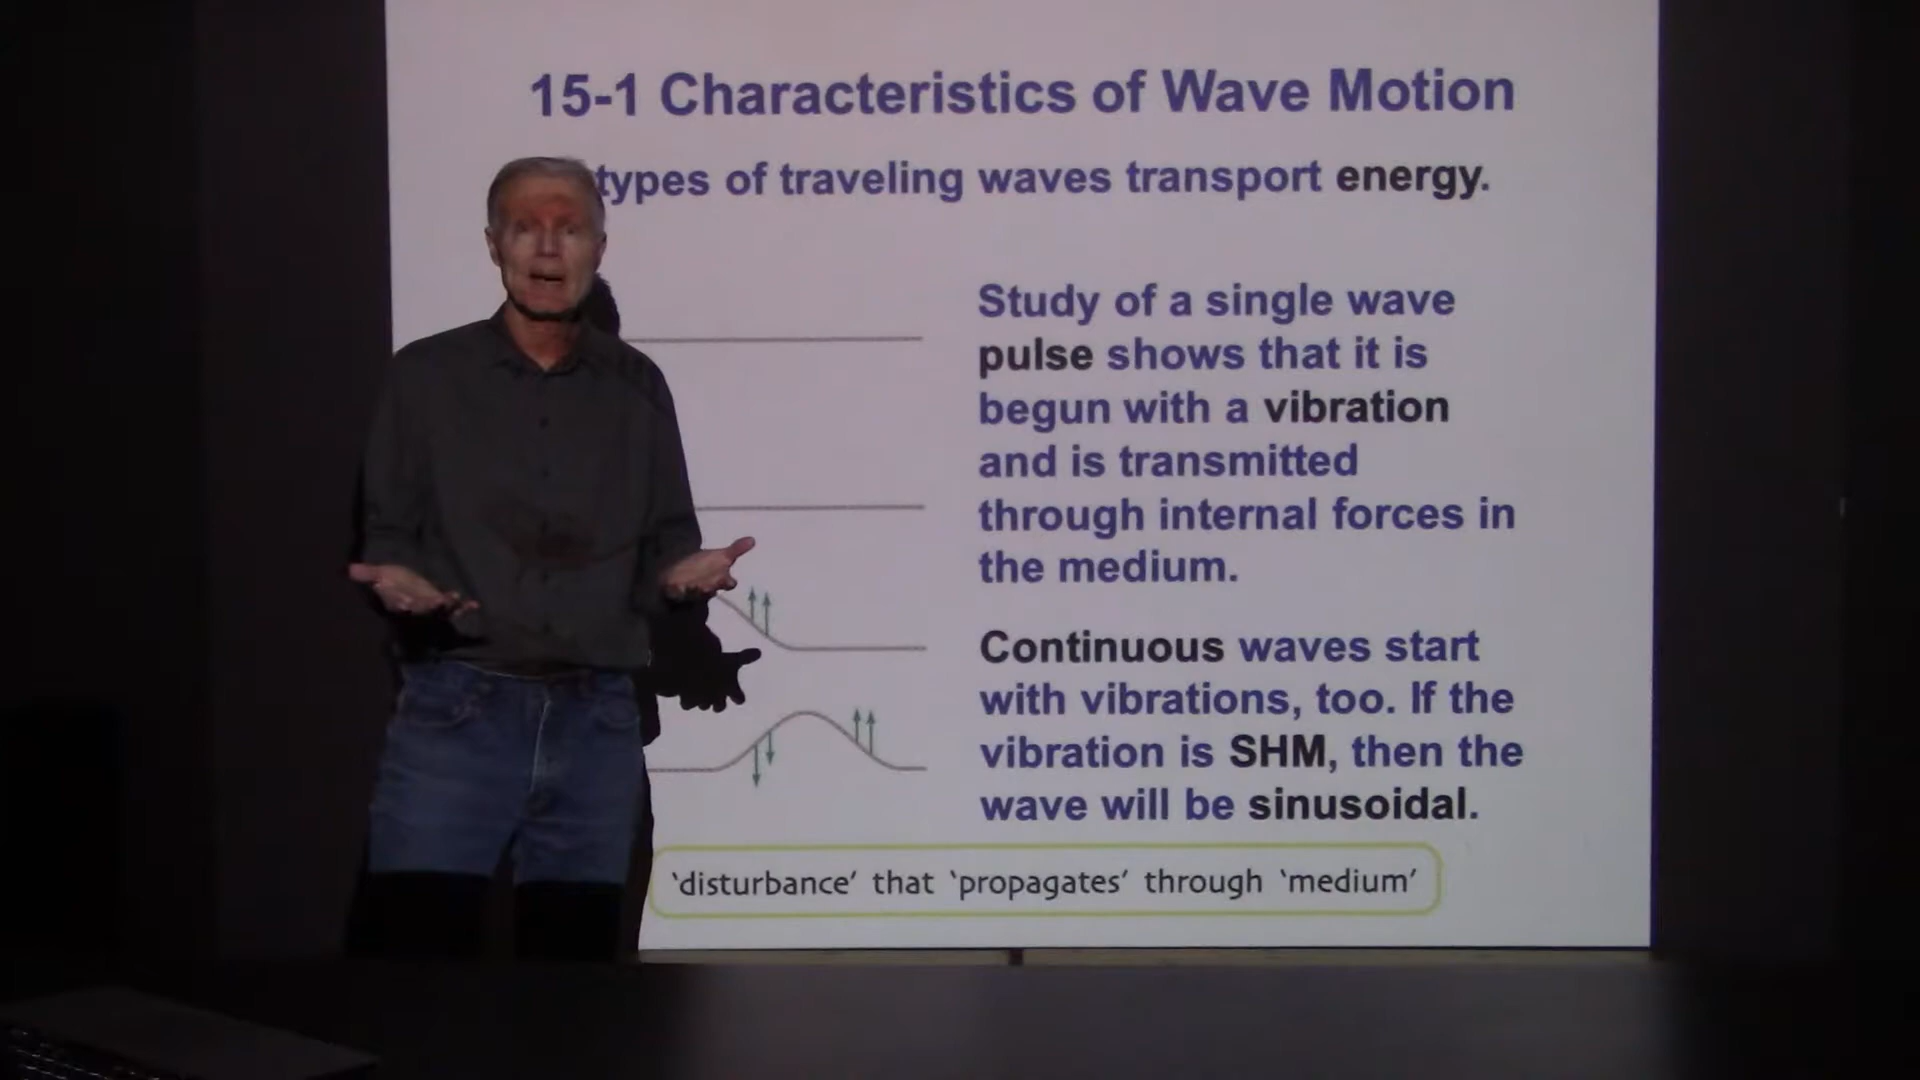 15-1 Characteristics of Wave Motion
types of traveling waves transport energy.
Study of a single wave
pulse shows that it is
begun with a vibration
and is transmitted
through internal forces in
the medium.
Continuous waves start
with vibrations, too. If the
vibration is SHM, then the
wave will be sinusoidal.
‘disturbance’ that ‘propagates’ through ‘medium’